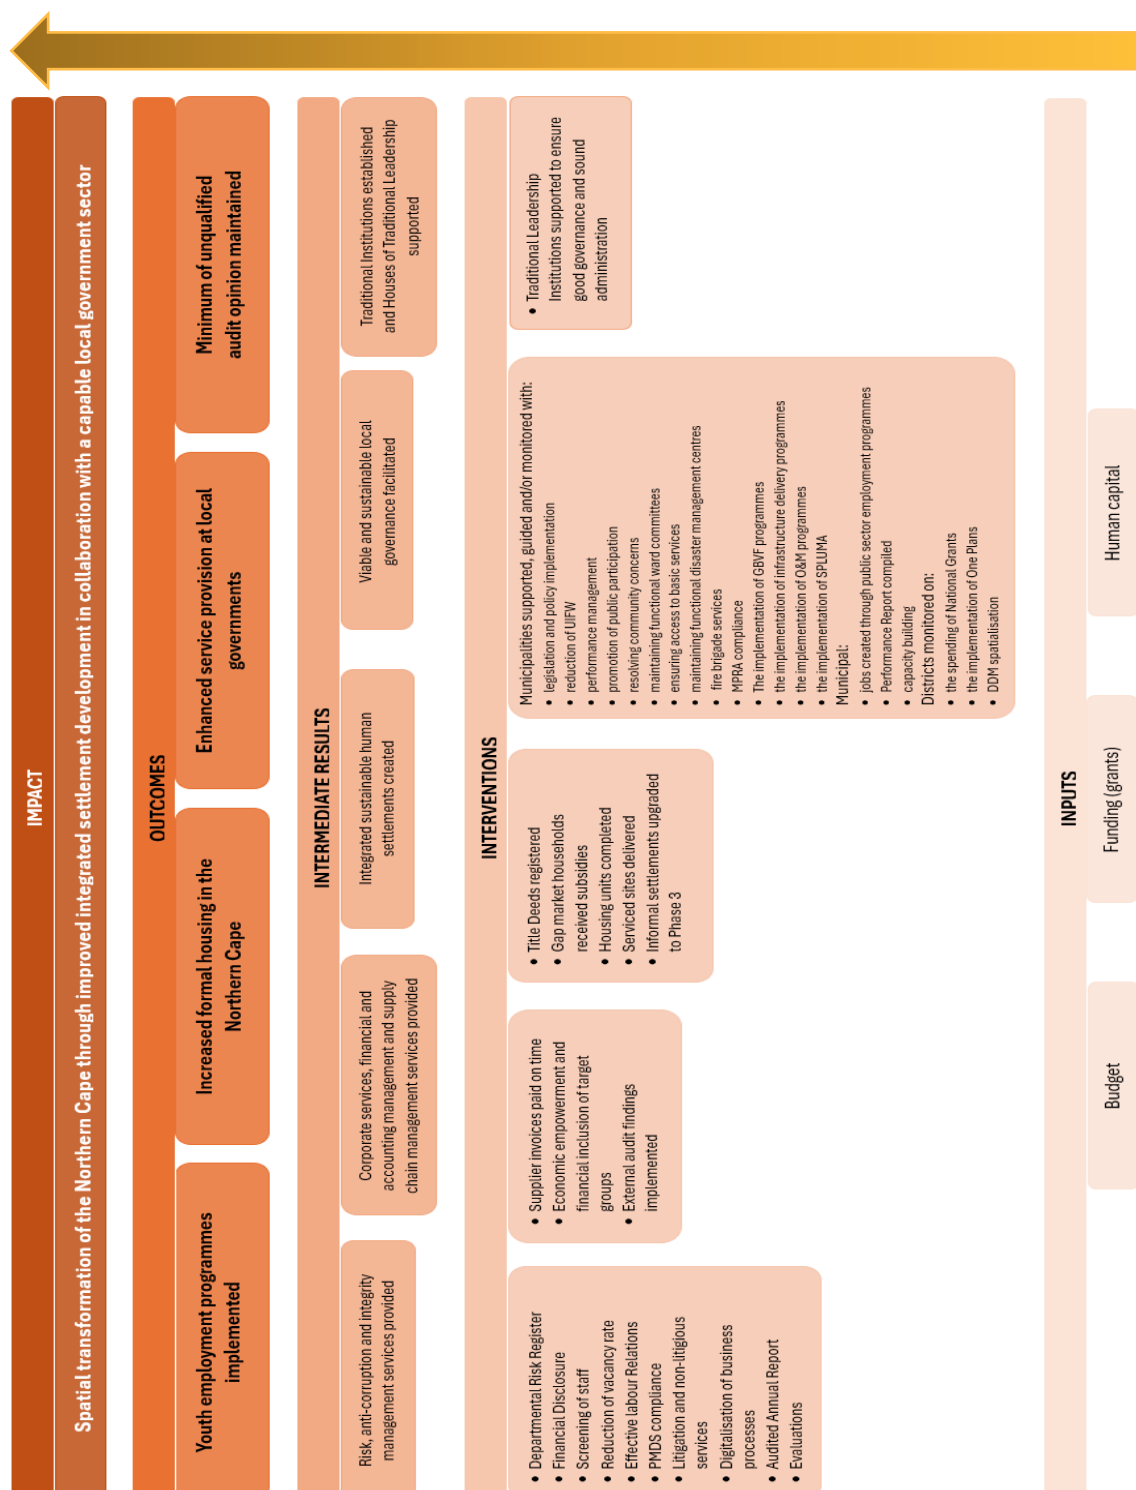 IMPACT
Spatial transformation of the Northern Cape through improved integrated settlement development in collaboration with a capable local government sector
OUTCOMES
Youth employment programmes
implemented
Increased formal housing in the
Northern Cape
Enhanced service provision at local
governments
Minimum of unqualified
audit opinion maintained
INTERMEDIATE RESULTS
Risk, anti-corruption and integrity
management services provided
Corporate services, financial and
accounting management and supply
chain management services provided
Integrated sustainable human
settlements created
Viable and sustainable local
governance facilitated
Traditional Institutions established
and Houses of Traditional Leadership
supported
INTERVENTIONS
• Departmental Risk Register
• Financial Disclosure
• Screening of staff
• Reduction of vacancy rate
• Effective labour Relations
• PMDS compliance
• Litigation and non-litigious
services
• Digitalisation of business
processes
• Audited Annual Report
• Evaluations
• Supplier invoices paid on time
• Economic empowerment and
financial inclusion of target
groups
• External audit findings
implemented
• Title Deeds registered
• Gap market households
received subsidies
• Housing units completed
• Serviced sites delivered
• Informal settlements upgraded
to Phase 3
Municipalities supported, guided and/or monitored with:
• legislation and policy implementation
• reduction of UIFW
• performance management
• promotion of public participation
• resolving community concerns
• maintaining functional ward committees
• ensuring access to basic services
• maintaining functional disaster management centres
• fire brigade services
• MPRA compliance
• The implementation of GBVF programmes
• the implementation of infrastructure delivery programmes
• the implementation of O&M programmes
• the implementation of SPLUMA
Municipal:
• jobs created through public sector employment programmes
• Performance Report compiled
• capacity building
Districts monitored on:
• the spending of National Grants
• the implementation of One Plans
• DDM spatialisation
• Traditional Leadership
Institutions supported to ensure
good governance and sound
administration
INPUTS
Budget
Funding (grants)
Human capital